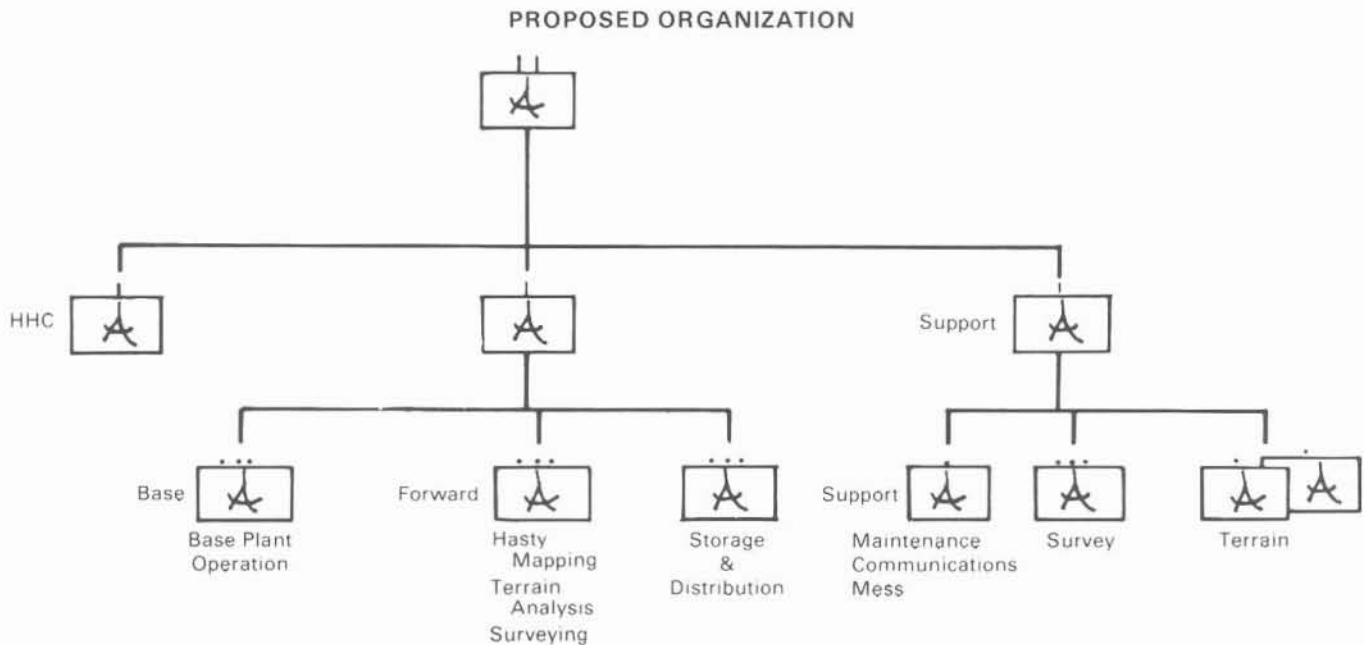 PROPOSED ORGANIZATION
HHC
Support
Base
Base Plant
Operation
Forward
Hasty
Mapping
Terrain
Analysis
Surveying
Storage
&
Distribution
Support
Maintenance
Communications
Mess
Survey
Terrain